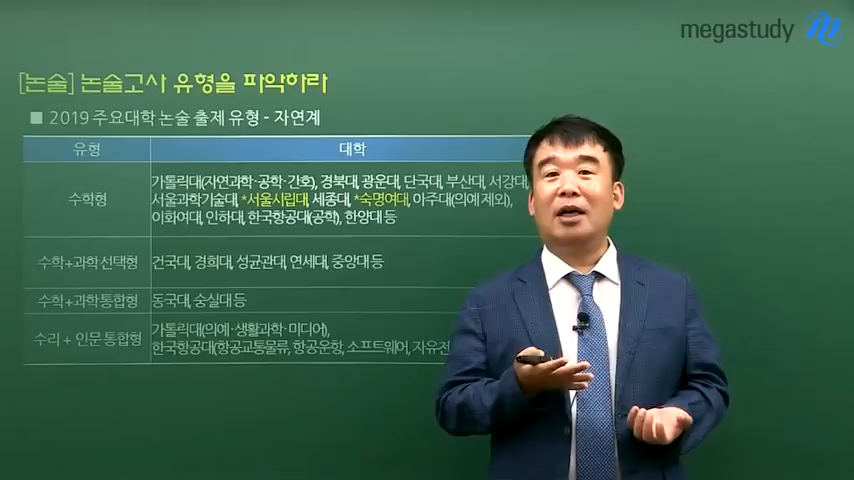 megastudy
[논술] 논술고사 유형을 파악하라
■ 2019 주요대학 논술 출제 유형 - 자연계
유형 대학
수학형
가톨릭대(자연과학·공학·간호), 경북대, 광운대, 단국대, 부산대, 서강대,
서울과학기술대, *서울시립대, 세종대, *숙명여대, 아주대(의예 제외),
이화여대, 인하대, 한국항공대(공학), 한양대 등
수학+과학 선택형 건국대, 경희대, 성균관대, 연세대, 중앙대 등
수학+과학통합형 동국대, 숭실대 등
수리 + 인문 통합형
가톨릭대(의예·생활과학·미디어),
한국항공대(항공교통물류, 항공운항, 소프트웨어, 자유전